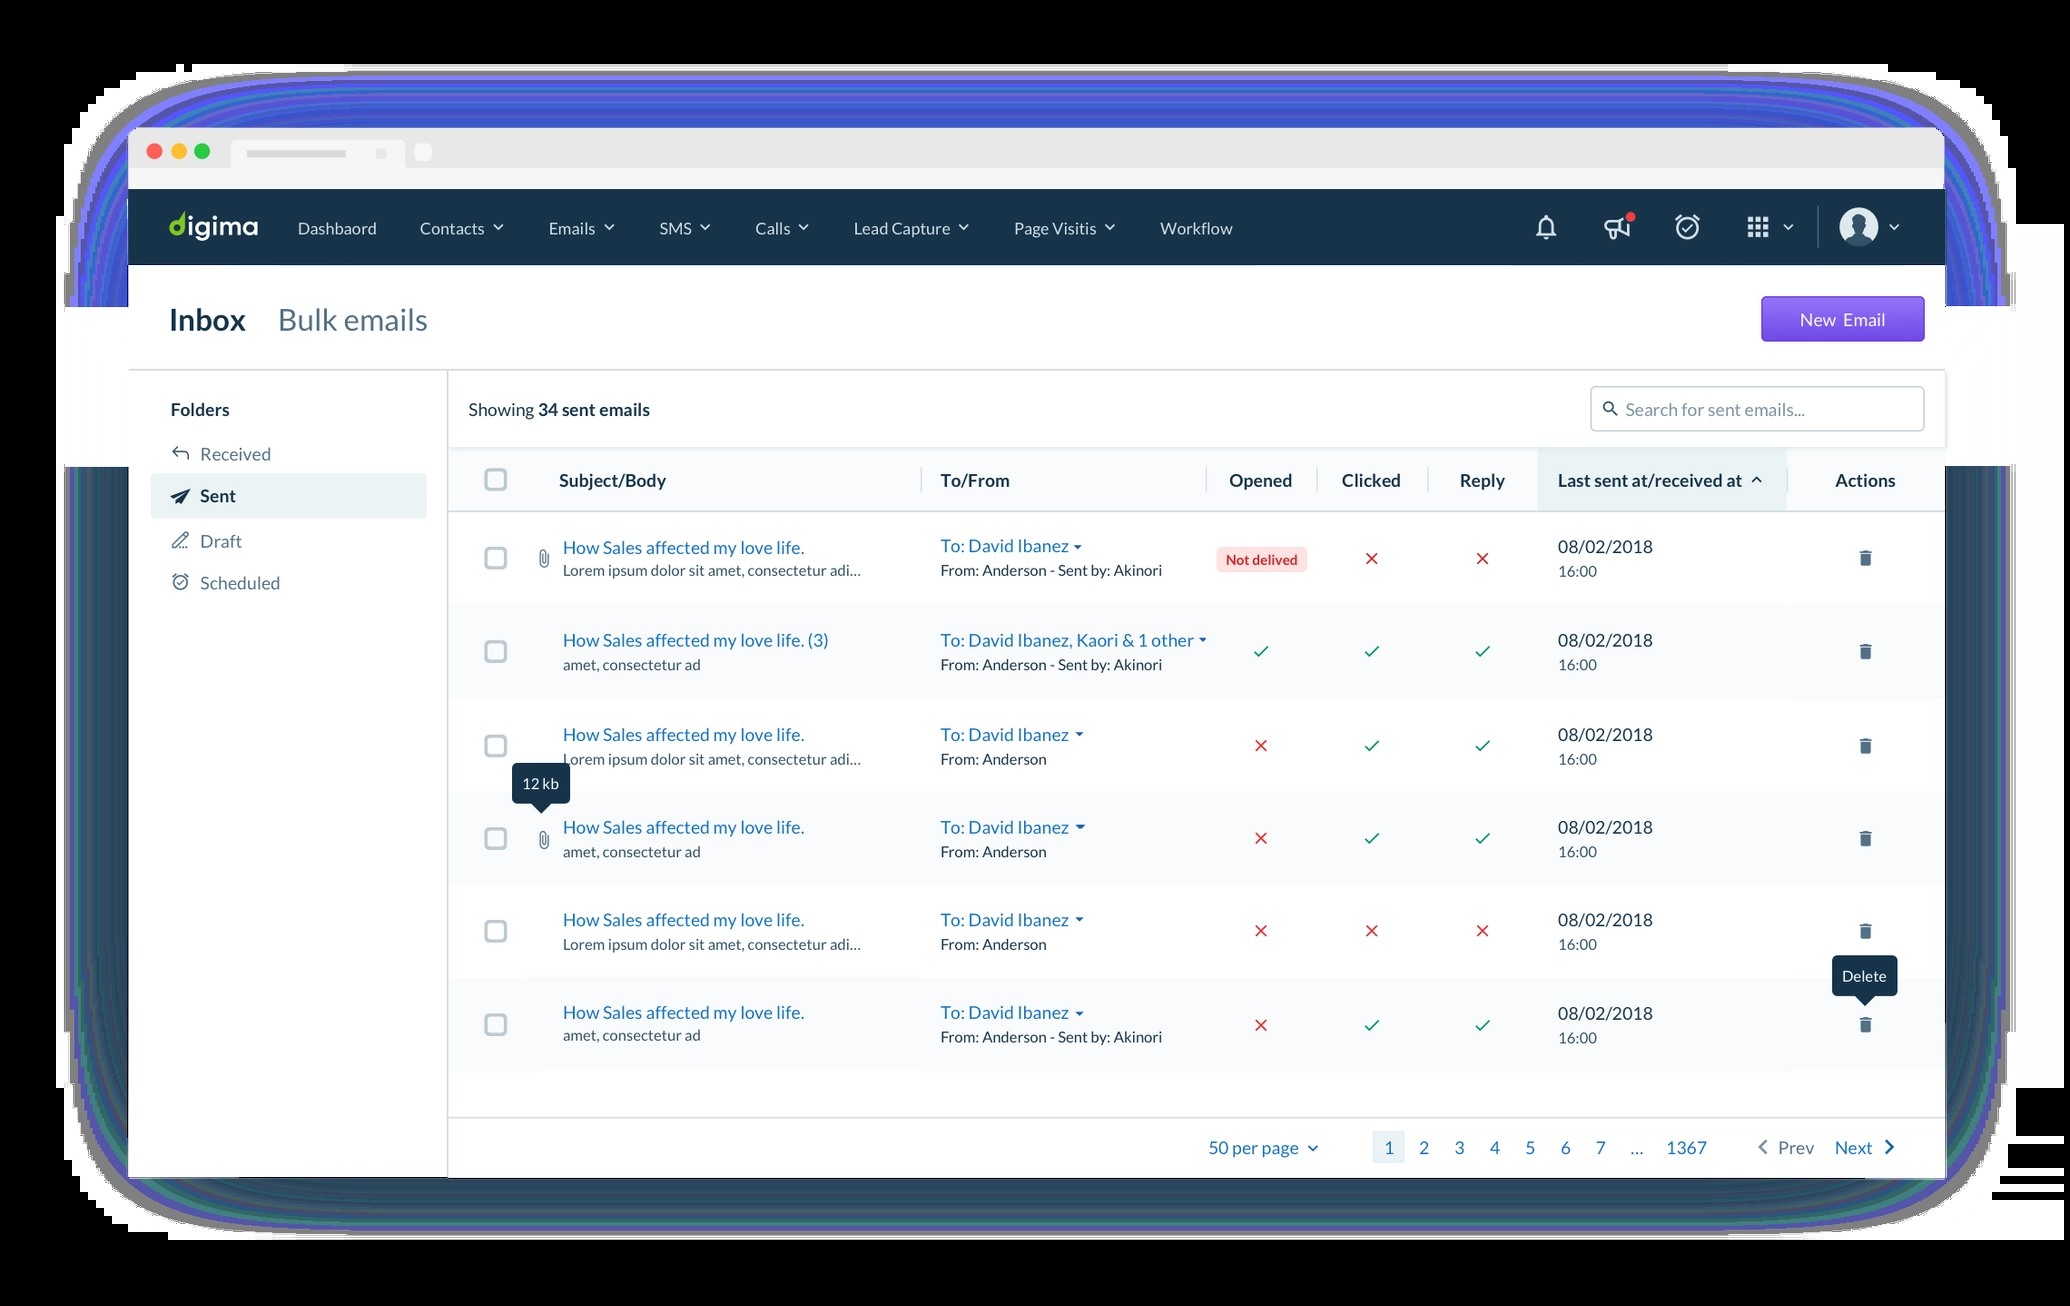 digima Dashbaord Contacts Emails SMS Calls Lead Capture Page Visitis Workflow
Inbox Bulk emails New Email
Folders
Received
Sent
Draft
Scheduled
Showing 34 sent emails Search for sent emails...
Subject/Body To/From Opened Clicked Reply Last sent at/received at Actions
How Sales affected my love life. To: David Ibanez Not delived 08/02/2018
Lorem ipsum dolor sit amet, consectetur adi... From: Anderson - Sent by: Akinori 16:00
How Sales affected my love life. (3) To: David Ibanez, Kaori & 1 other 08/02/2018
amet, consectetur ad From: Anderson - Sent by: Akinori 16:00
How Sales affected my love life. To: David Ibanez 08/02/2018
Lorem ipsum dolor sit amet, consectetur adi... From: Anderson 16:00
12 kb
How Sales affected my love life. To: David Ibanez 08/02/2018
amet, consectetur ad From: Anderson 16:00
How Sales affected my love life. To: David Ibanez 08/02/2018
Lorem ipsum dolor sit amet, consectetur adi... From: Anderson 16:00
Delete
How Sales affected my love life. To: David Ibanez 08/02/2018
amet, consectetur ad From: Anderson - Sent by: Akinori 16:00
50 per page 1 2 3 4 5 6 7 ... 1367 Prev Next